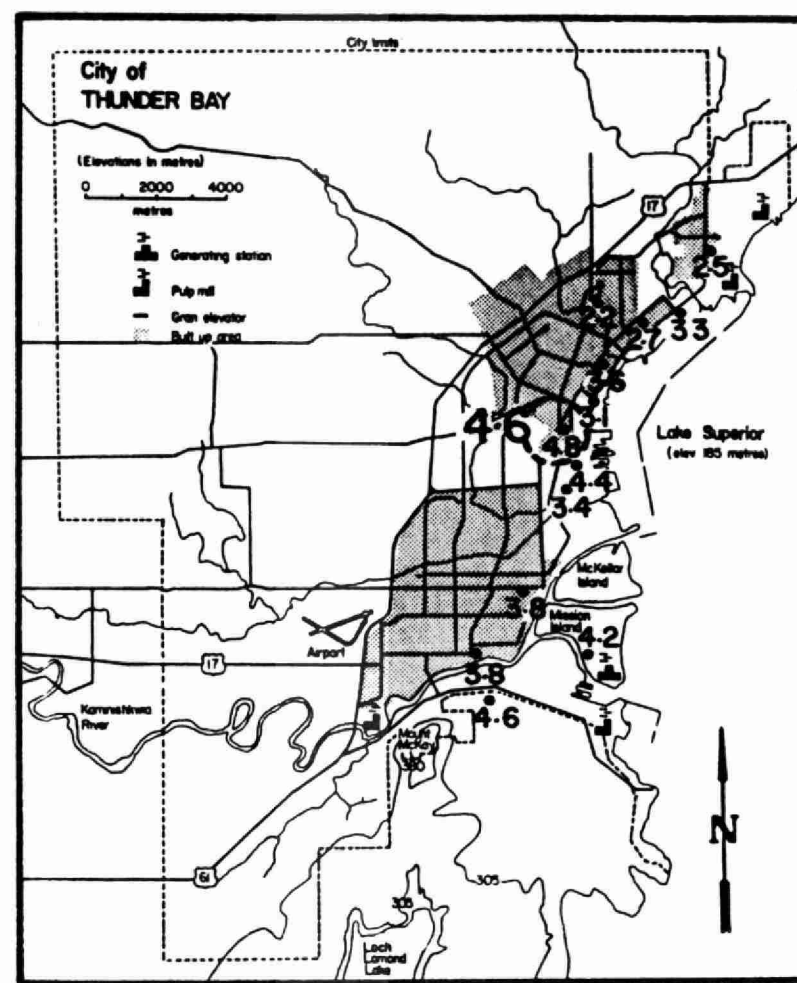 City limits
City of
THUNDER BAY
(Elevations in metres)
0 2000 4000
metres
Generating station
Pulp mill
Grain elevator
Built up area
17
2·5
2·2
2·7
3·3
3·6
4·6
4·8
4·4
3·4
Lake Superior
(elev 185 metres)
McKellar
Island
3·8
Mission
Island
4·2
Airport
17
3·8
4·6
Kaministikwa
River
Mount
McKay
N
61
305
305
Loch
Lomond
Lake